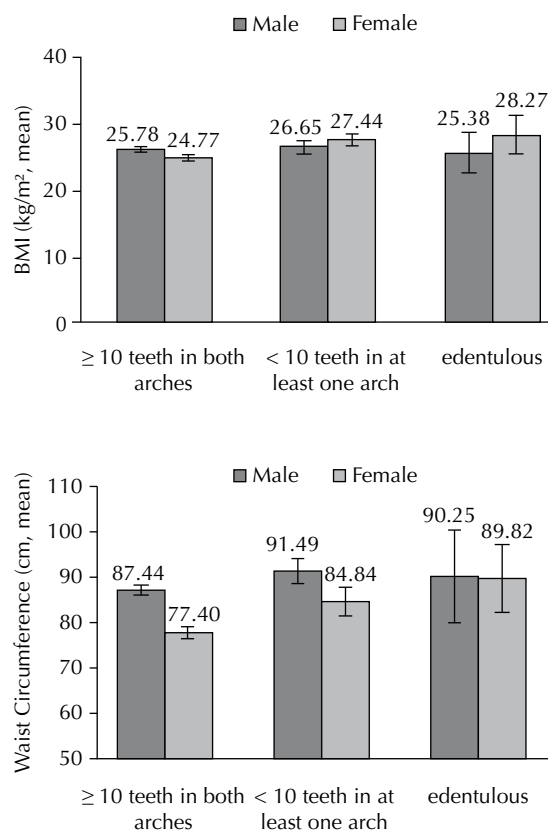 Male Female
BMI (kg/m², mean)
40
30
20
10
0
25.78 24.77
26.65 27.44
25.38 28.27
≥ 10 teeth in both
arches
< 10 teeth in at
least one arch
edentulous
Male Female
Waist Circumference (cm, mean)
110
100
90
80
70
60
50
87.44
77.40
91.49
84.84
90.25
89.82
≥ 10 teeth in both
arches
< 10 teeth in at
least one arch
edentulous